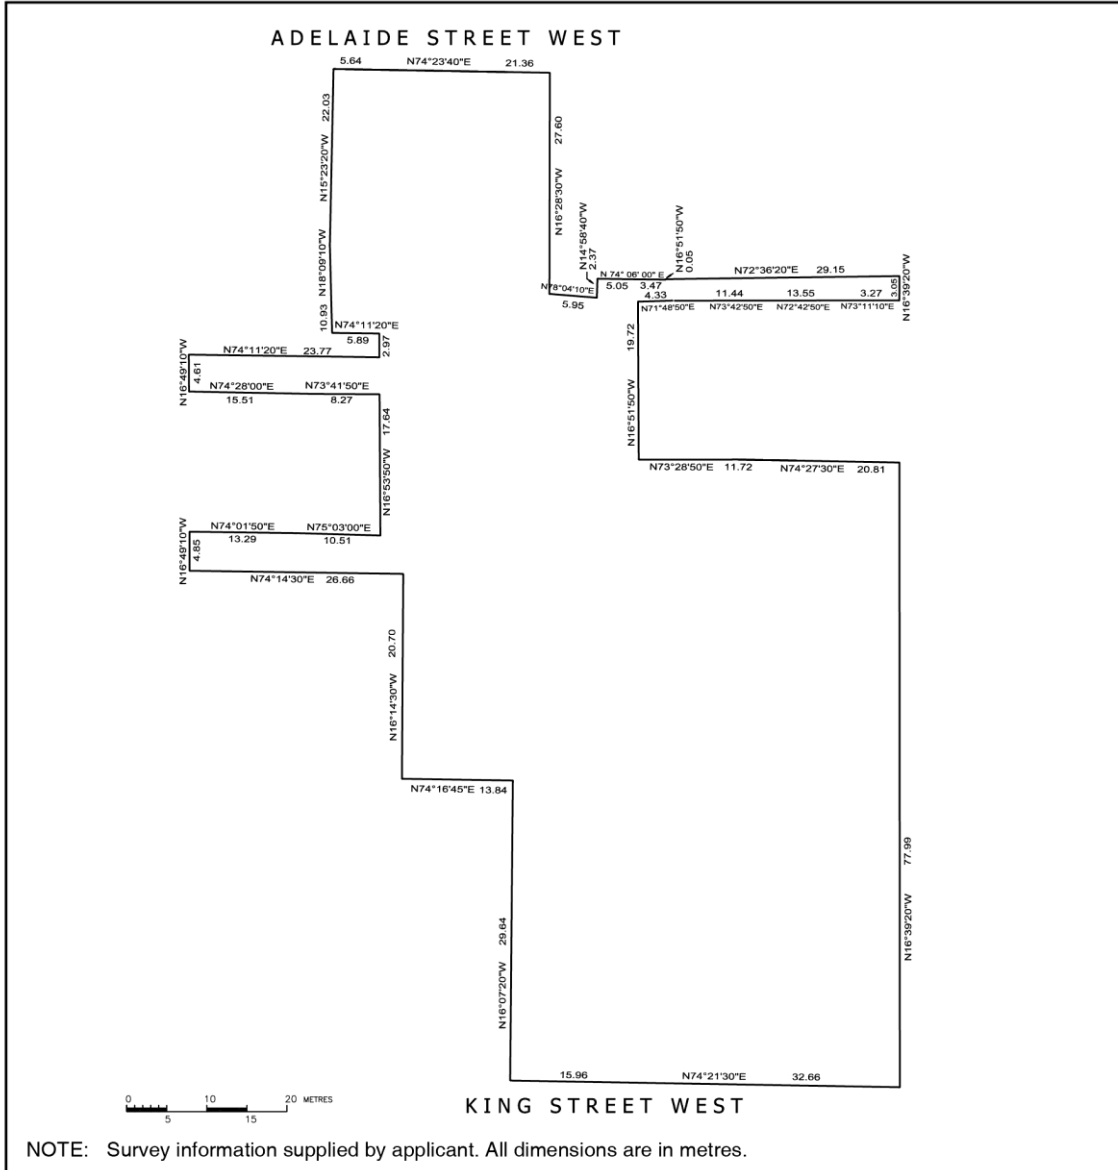 ADELAIDE STREET WEST
5.64 N74°23'40"E 21.36
22.03
N15°23'20"W
N18°09'10"W
10.93
27.60
N16°28'30"W
N14°58'40"W
2.37
N16°51'50"W
0.05
N78°04'10"E
5.95
N 74° 06' 00" E
5.05 3.47
N72°36'20"E 29.15
3.05
N16°39'20"W
4.33 11.44 13.55 3.27
N71°48'50"E N73°42'50"E N72°42'50"E N73°11'10"E
N74°11'20"E
5.89
2.97
N74°11'20"E 23.77
N16°49'10"W
4.61
N74°28'00"E N73°41'50"E
15.51 8.27
17.64
N16°53'50"W
19.72
N16°51'50"W
N73°28'50"E 11.72 N74°27'30"E 20.81
N74°01'50"E N75°03'00"E
13.29 10.51
N16°49'10"W
4.85
N74°14'30"E 26.66
20.70
N16°14'30"W
N74°16'45"E 13.84
29.64
N16°07'20"W
77.99
N16°39'20"W
15.96 N74°21'30"E 32.66
KING STREET WEST
0 10 20 METRES
5 15
NOTE: Survey information supplied by applicant. All dimensions are in metres.